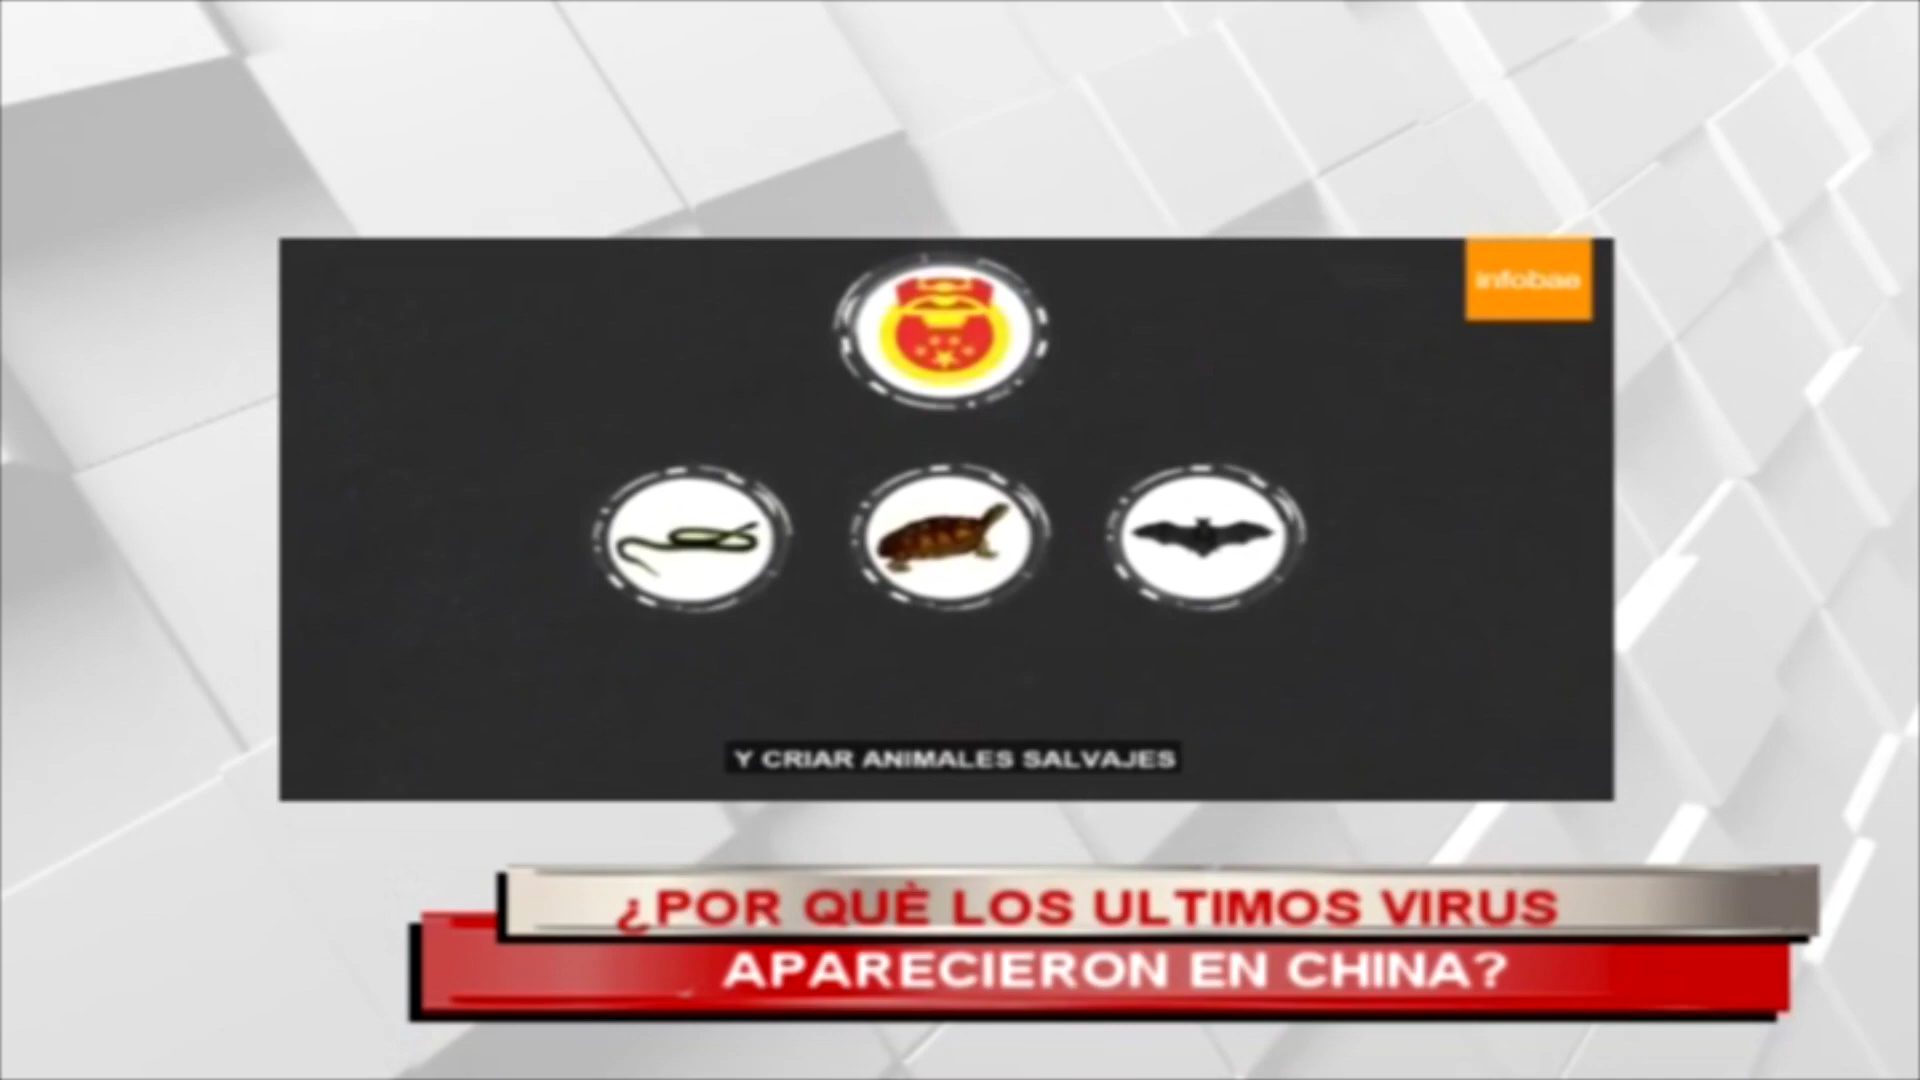 infobae
Y CRIAR ANIMALES SALVAJES
¿POR QUÈ LOS ULTIMOS VIRUS
APARECIERON EN CHINA?